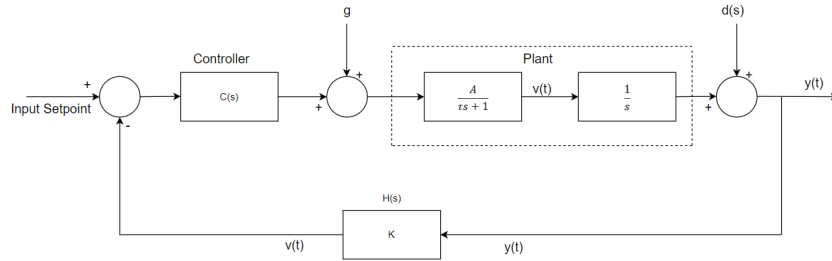 g
d(s)
Controller
Plant
+
+
+
C(s)
A
τs + 1
v(t)
1
s
y(t)
Input Setpoint
+
+
-
H(s)
K
v(t)
y(t)